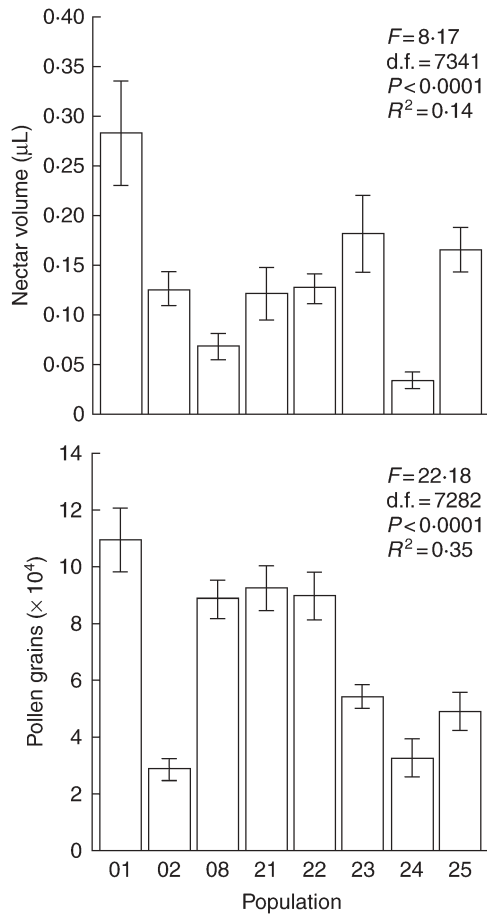 0·40
0·35
0·30
0·25
0·20
0·15
0·10
0·05
0
Nectar volume (μL)
F=8·17
d.f.=7341
P<0·0001
R²=0·14
14
12
10
8
6
4
2
0
Pollen grains (× 10⁴)
F=22·18
d.f.=7282
P<0·0001
R²=0·35
01 02 08 21 22 23 24 25
Population